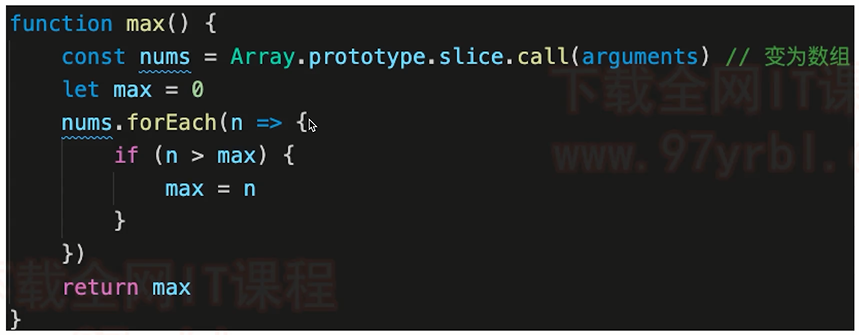 function max() {
    const nums = Array.prototype.slice.call(arguments) // 变为数组
    let max = 0
    nums.forEach(n => {
        if (n > max) {
            max = n
        }
    })
    return max
}
下载全网IT课
www.97yrbl.c
下载全网IT课程